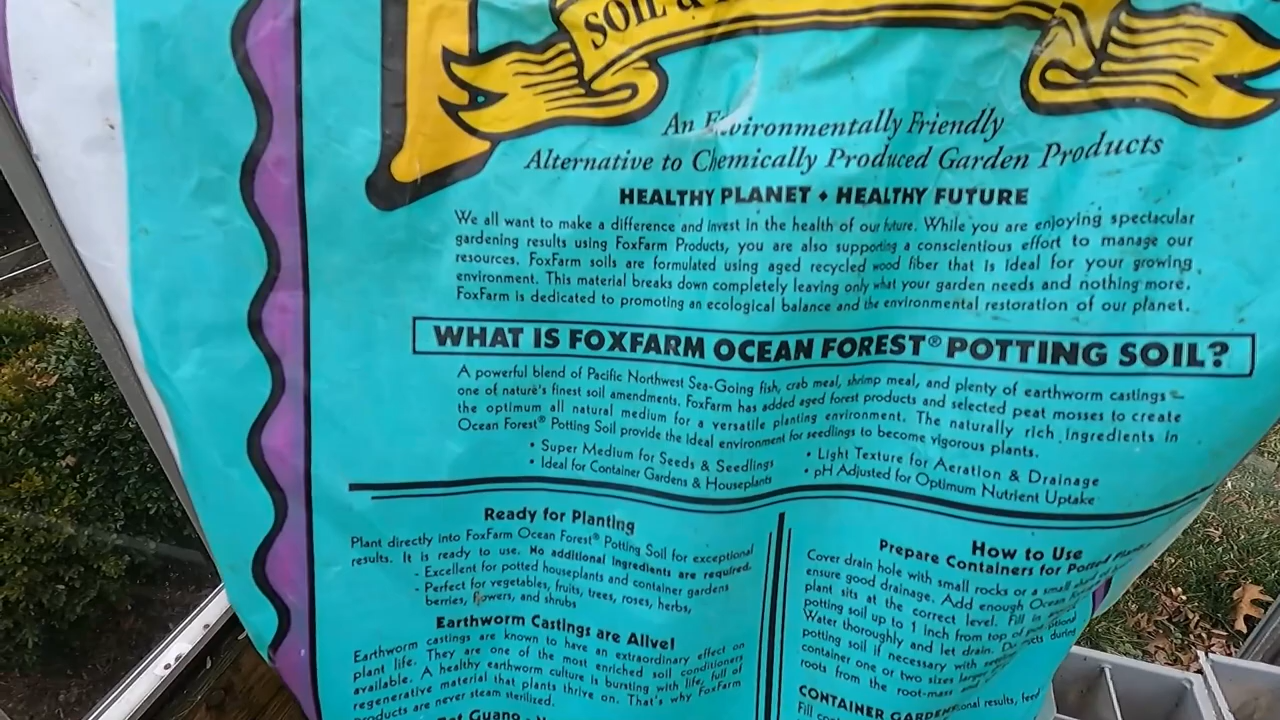 SOIL &
An Environmentally Friendly
Alternative to Chemically Produced Garden Products
HEALTHY PLANET ♦ HEALTHY FUTURE
We all want to make a difference and invest in the health of our future. While you are enjoying spectacular
gardening results using FoxFarm Products, you are also supporting a conscientious effort to manage our
resources. FoxFarm soils are formulated using aged recycled wood fiber that is ideal for your growing
environment. This material breaks down completely leaving only what your garden needs and nothing more.
FoxFarm is dedicated to promoting an ecological balance and the environmental restoration of our planet.
WHAT IS FOXFARM OCEAN FOREST® POTTING SOIL?
A powerful blend of Pacific Northwest Sea-Going fish, crab meal, shrimp meal, and plenty of earthworm castings –
one of nature's finest soil amendments. FoxFarm has added aged forest products and selected peat mosses to create
the optimum all natural medium for a versatile planting environment. The naturally rich ingredients in
Ocean Forest® Potting Soil provide the ideal environment for seedlings to become vigorous plants.
• Super Medium for Seeds & Seedlings
• Ideal for Container Gardens & Houseplants
• Light Texture for Aeration & Drainage
• pH Adjusted for Optimum Nutrient Uptake
Ready for Planting
Plant directly into FoxFarm Ocean Forest® Potting Soil for exceptional
results. It is ready to use. No additional ingredients are required.
- Excellent for potted houseplants and container gardens
- Perfect for vegetables, fruits, trees, roses, herbs,
berries, flowers, and shrubs
Earthworm Castings are Alive!
Earthworm castings are known to have an extraordinary effect on
plant life. They are one of the most enriched soil conditioners
available. A healthy earthworm culture is bursting with life, full of
regenerative material that plants thrive on. That's why FoxFarm
products are never steam sterilized.
Bat Guano
How to Use
Prepare Containers for Potted
Cover drain hole with small rocks or a small
ensure good drainage. Add enough Ocean
plant sits at the correct level. Fill in
potting soil up to 1 inch from top of pot.
Water thoroughly and let drain.
potting soil if necessary with
container one or two sizes
roots from the root-mass
CONTAINER
results, feed